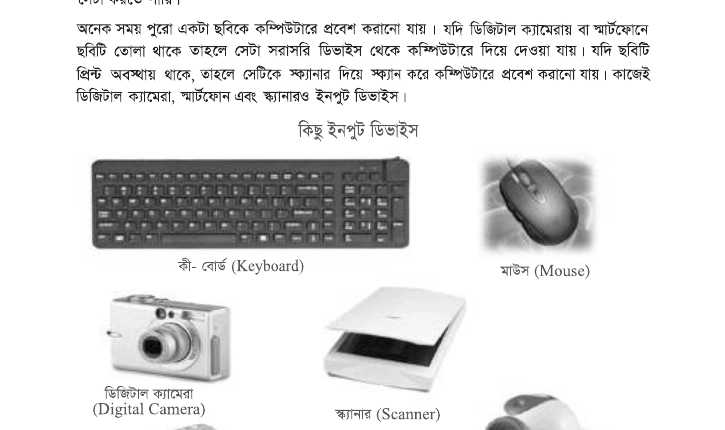 অনেক সময় পুরো একটা ছবিকে কম্পিউটারে প্রবেশ করানো যায়। যদি ডিজিটাল ক্যামেরায় বা স্মার্টফোনে
ছবিটি তোলা থাকে তাহলে সেটা সরাসরি ডিভাইস থেকে কম্পিউটারে দিয়ে দেওয়া যায়। যদি ছবিটি
প্রিন্ট অবস্থায় থাকে, তাহলে সেটিকে স্ক্যানার দিয়ে স্ক্যান করে কম্পিউটারে প্রবেশ করানো যায়। কাজেই
ডিজিটাল ক্যামেরা, স্মার্টফোন এবং স্ক্যানারও ইনপুট ডিভাইস।
কিছু ইনপুট ডিভাইস
কী- বোর্ড (Keyboard)
মাউস (Mouse)
ডিজিটাল ক্যামেরা
(Digital Camera)
স্ক্যানার (Scanner)